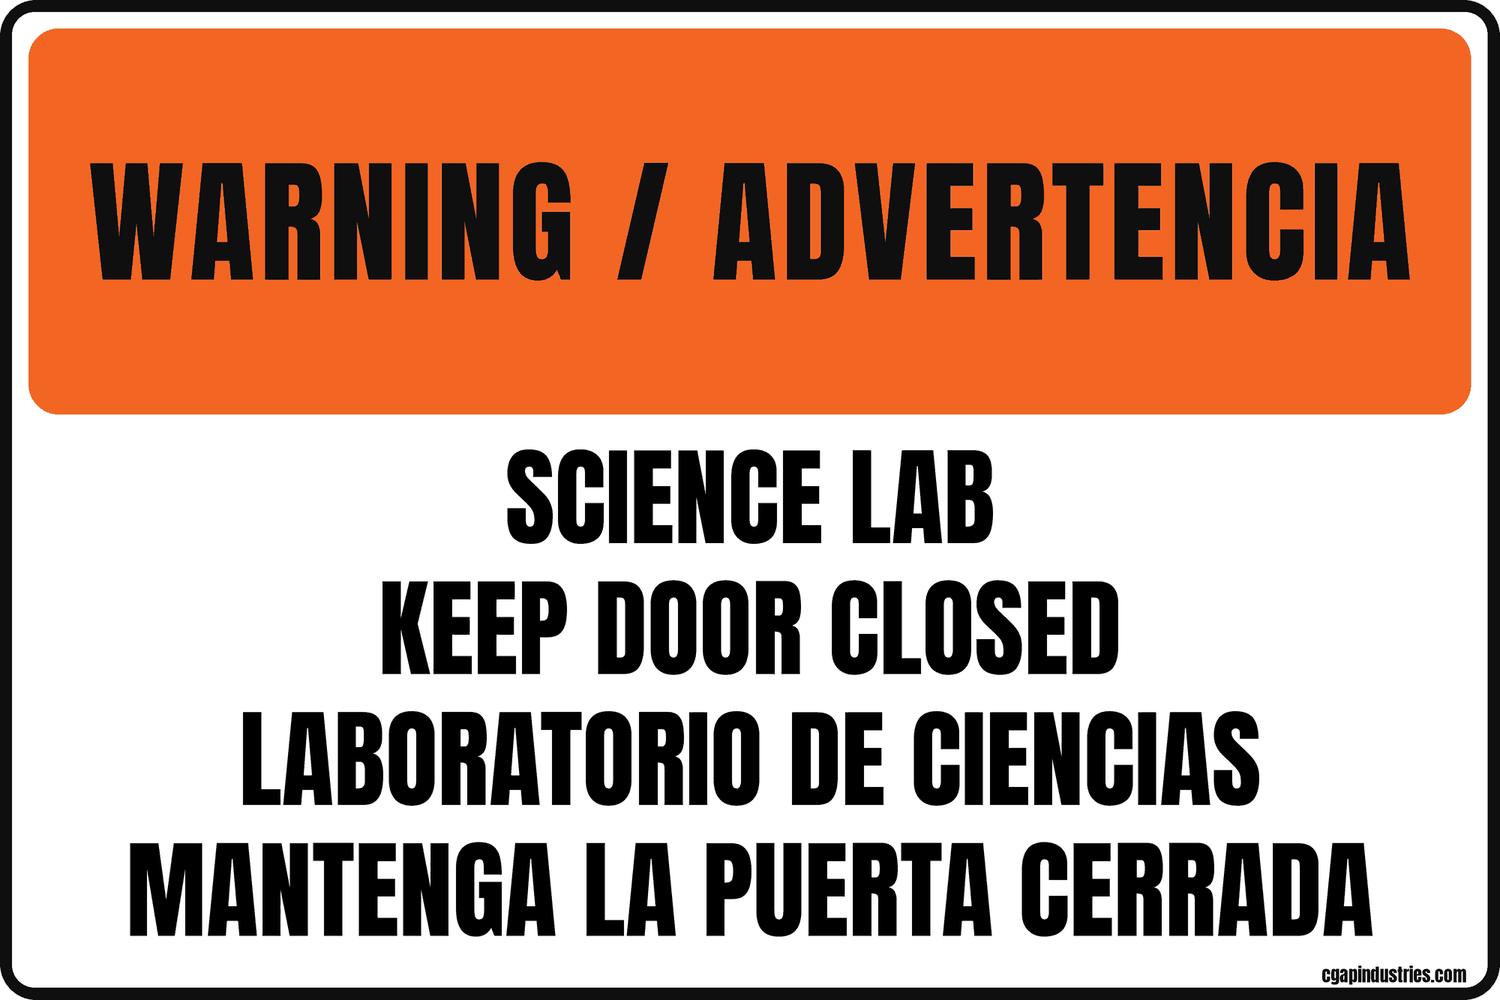 WARNING / ADVERTENCIA
SCIENCE LAB
KEEP DOOR CLOSED
LABORATORIO DE CIENCIAS
MANTENGA LA PUERTA CERRADA
cgapindustries.com